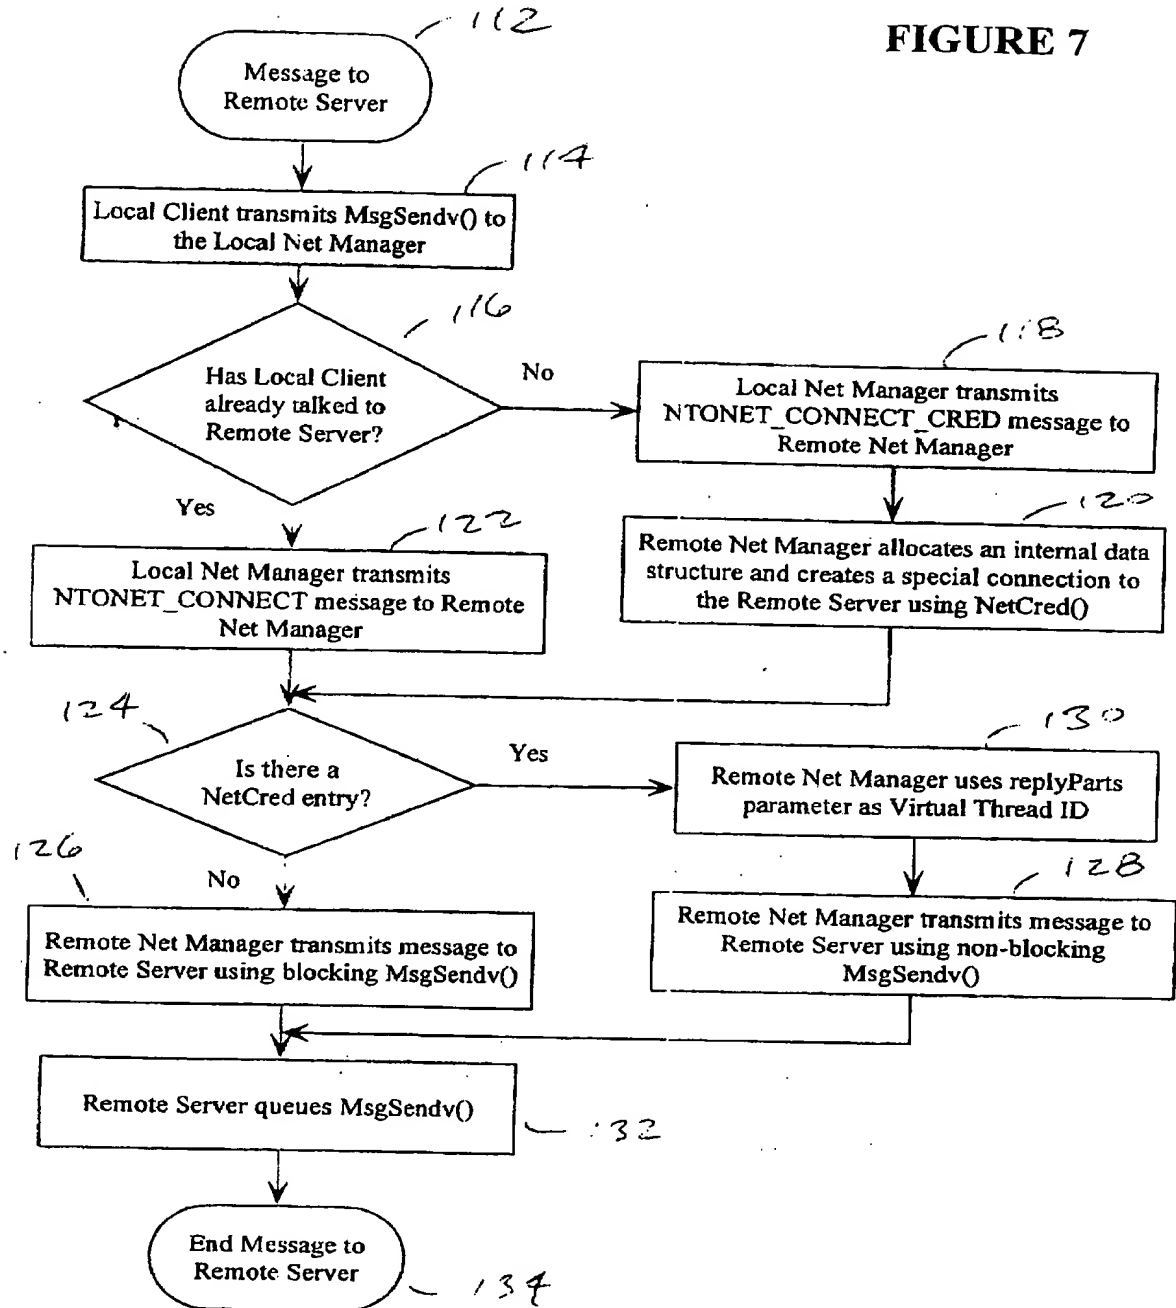 FIGURE 7
112
Message to
Remote Server
114
Local Client transmits MsgSendv() to
the Local Net Manager
116
Has Local Client
already talked to
Remote Server?
No
118
Local Net Manager transmits
NTONET_CONNECT_CRED message to
Remote Net Manager
120
Remote Net Manager allocates an internal data
structure and creates a special connection to
the Remote Server using NetCred()
Yes
122
Local Net Manager transmits
NTONET_CONNECT message to Remote
Net Manager
124
Is there a
NetCred entry?
Yes
130
Remote Net Manager uses replyParts
parameter as Virtual Thread ID
126
No
Remote Net Manager transmits message to
Remote Server using blocking MsgSendv()
128
Remote Net Manager transmits message to
Remote Server using non-blocking
MsgSendv()
Remote Server queues MsgSendv()
132
End Message to
Remote Server
134